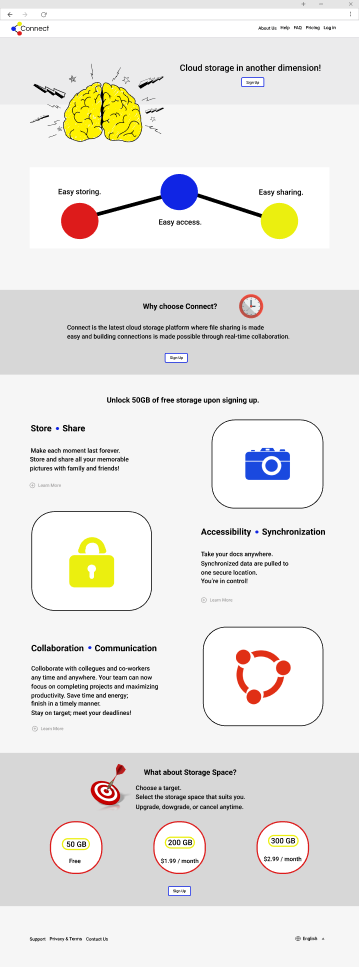 Connect
About Us Help FAQ Pricing Log In
Cloud storage in another dimension!
Sign Up
Easy storing.
Easy sharing.
Easy access.
Why choose Connect?
Connect is the latest cloud storage platform where file sharing is made
easy and building connections is made possible through real-time collaboration.
Sign Up
Unlock 50GB of free storage upon signing up.
Store • Share
Make each moment last forever.
Store and share all your memorable
pictures with family and friends!
Learn More
Accessibility • Synchronization
Take your docs anywhere.
Synchronized data are pulled to
one secure location.
You're in control!
Learn More
Collaboration • Communication
Collaborate with collegues and co-workers
any time and anywhere. Your team can now
focus on completing projects and maximizing
productivity. Save time and energy;
finish in a timely manner.
Stay on target; meet your deadlines!
Learn More
What about Storage Space?
Choose a target.
Select the storage space that suits you.
Upgrade, dowgrade, or cancel anytime.
50 GB
Free
200 GB
$1.99 / month
300 GB
$2.99 / month
Sign Up
Support Privacy & Terms Contact Us
English